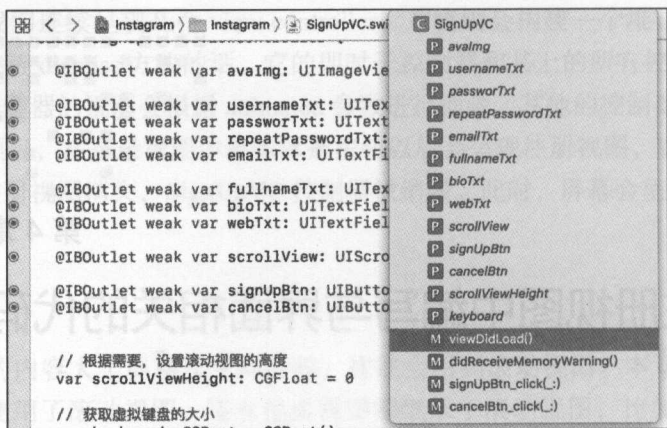 Instagram 〉 Instagram 〉 SignUpVC.swi
@IBOutlet weak var avaImg: UIImageVie
@IBOutlet weak var usernameTxt: UITex
@IBOutlet weak var passworTxt: UIText
@IBOutlet weak var repeatPasswordTxt:
@IBOutlet weak var emailTxt: UITextFi
@IBOutlet weak var fullnameTxt: UITex
@IBOutlet weak var bioTxt: UITextFiel
@IBOutlet weak var webTxt: UITextFiel
@IBOutlet weak var scrollView: UIScro
@IBOutlet weak var signUpBtn: UIButto
@IBOutlet weak var cancelBtn: UIButto
// 根据需要，设置滚动视图的高度
var scrollViewHeight: CGFloat = 0
// 获取虚拟键盘的大小
C SignUpVC
P avaImg
P usernameTxt
P passworTxt
P repeatPasswordTxt
P emailTxt
P fullnameTxt
P bioTxt
P webTxt
P scrollView
P signUpBtn
P cancelBtn
P scrollViewHeight
P keyboard
M viewDidLoad()
M didReceiveMemoryWarning()
M signUpBtn_click(_:)
M cancelBtn_click(_:)